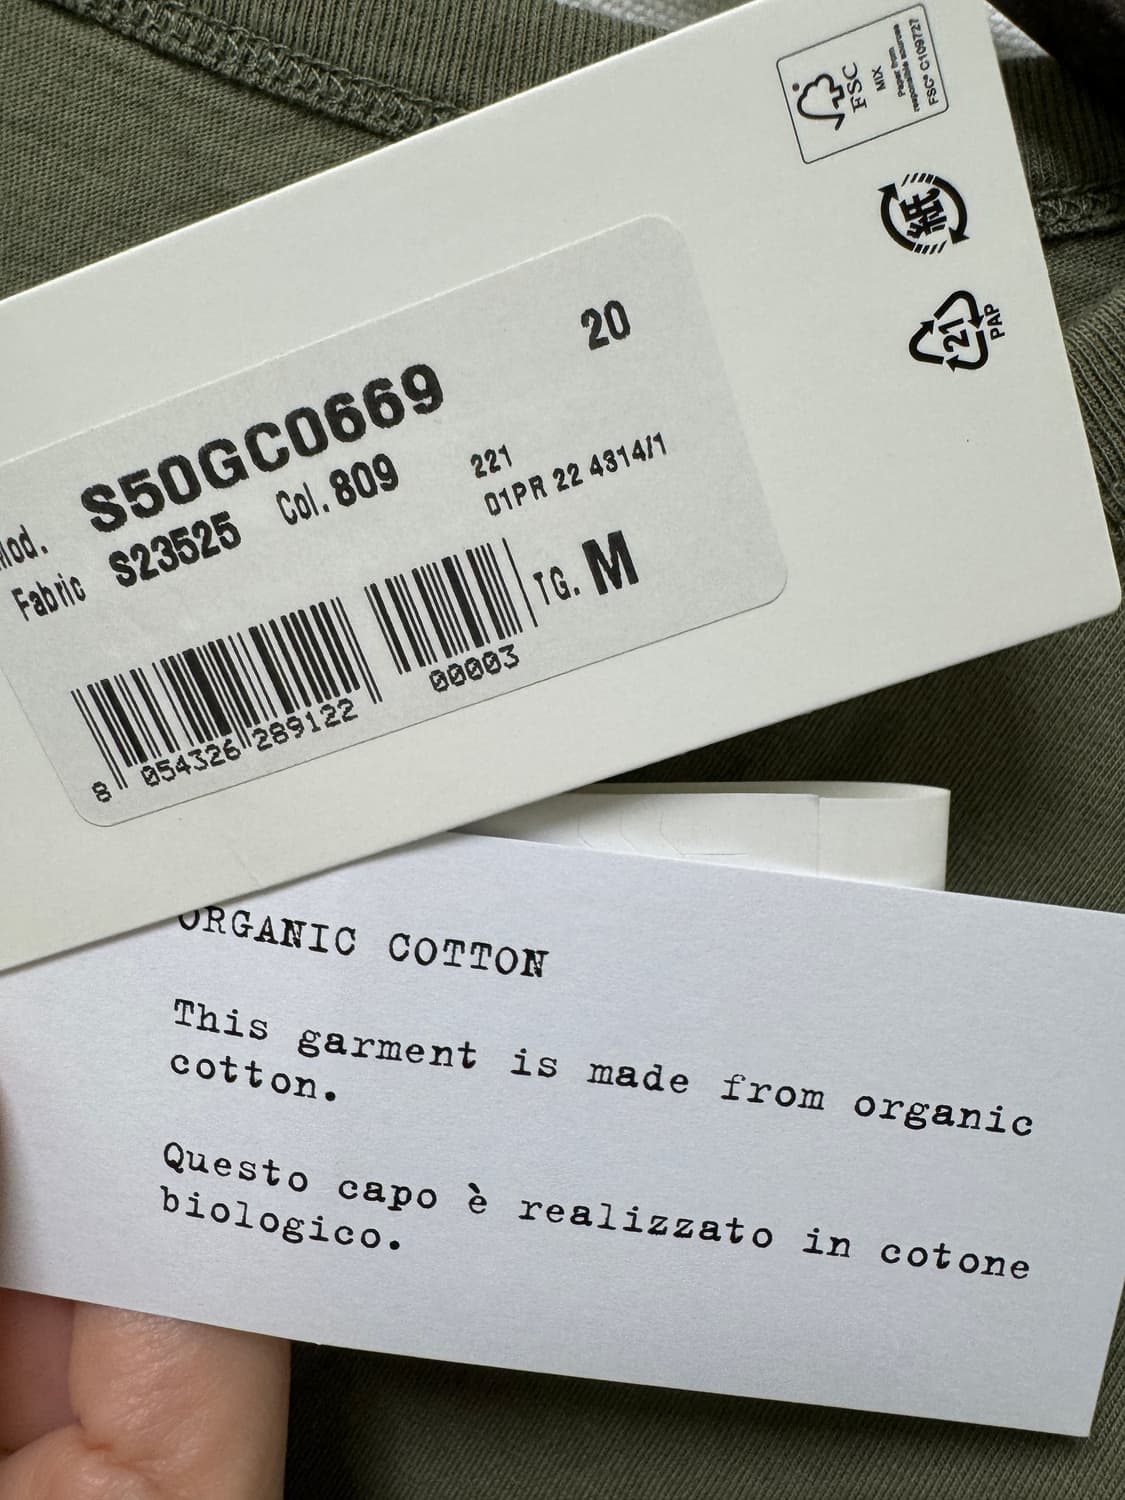 FSC
MIX
Paper from
responsible sources
FSC® C109727
紙
21
PAP
20
Mod. S50GC0669
Fabric S23525 Col. 809
221
01PR 22 4314/1
TG. M
8 054326 289122
00003
ORGANIC COTTON
This garment is made from organic
cotton.
Questo capo è realizzato in cotone
biologico.